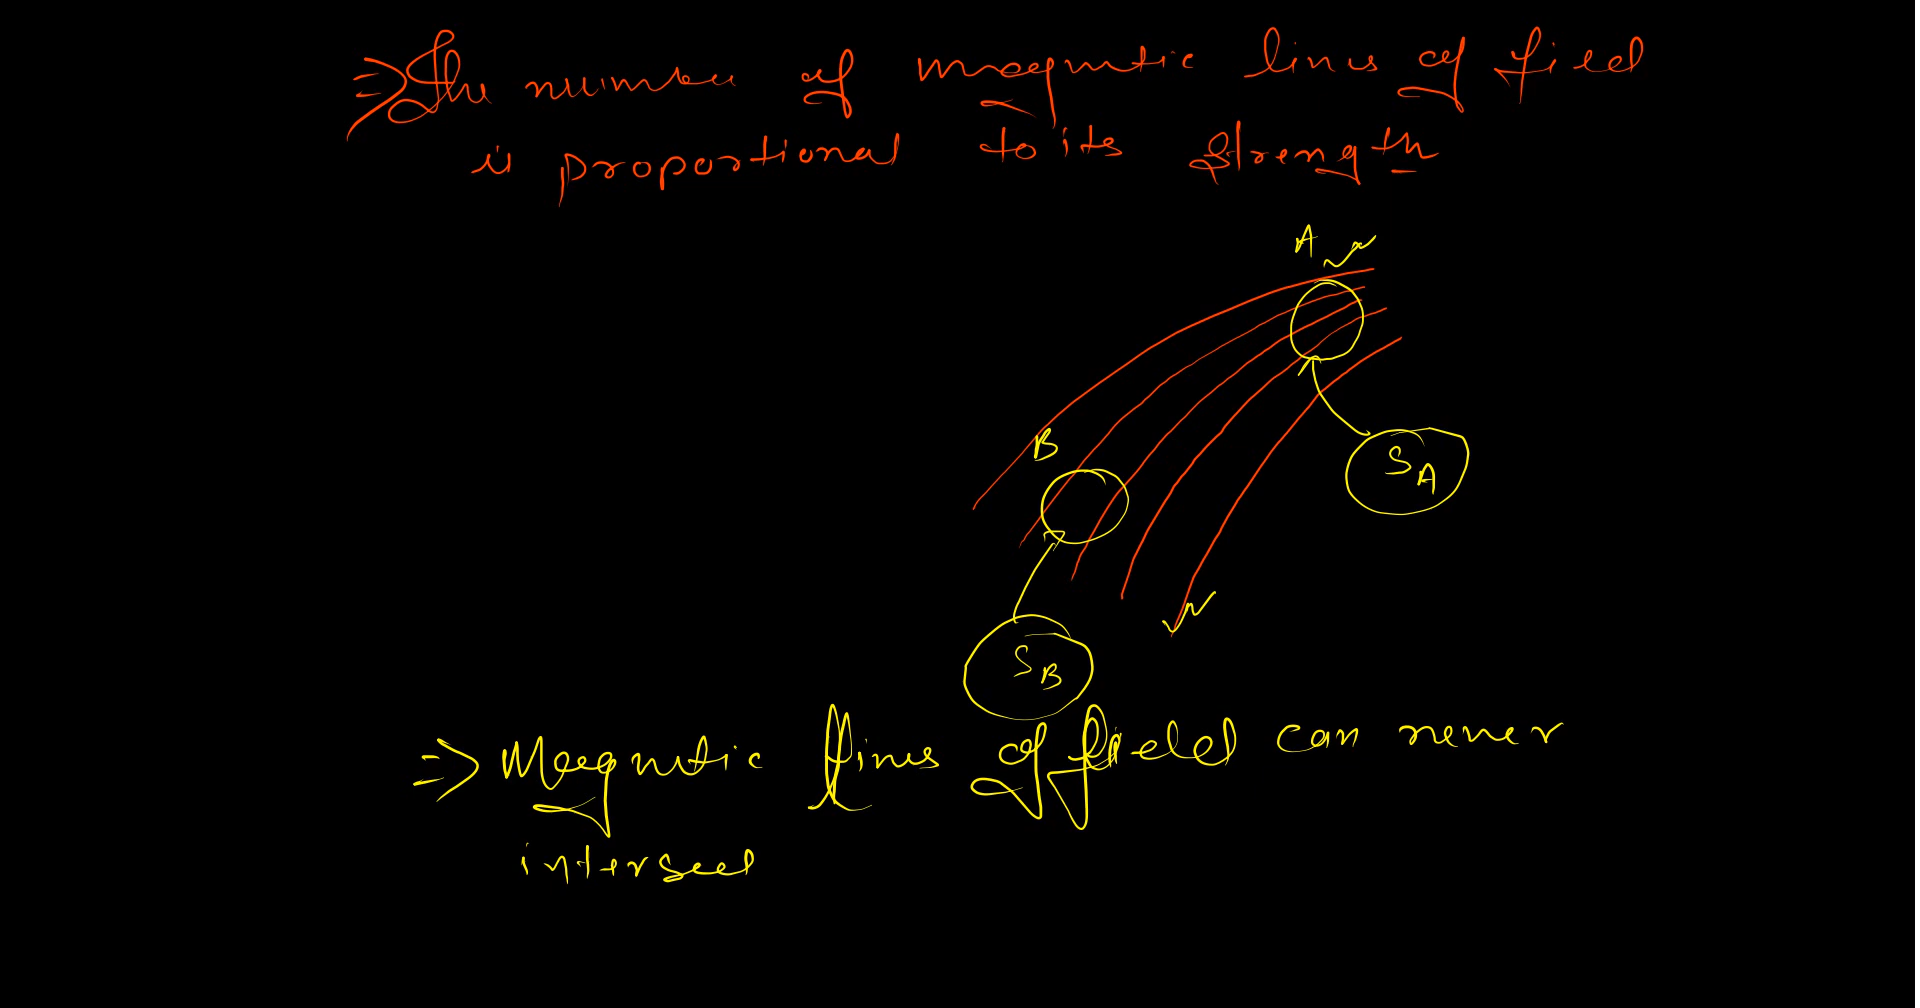 ⇒ The number of magnetic lines of field
is proportional to its strength
A
B
S_A
S_B
⇒ Magnetic lines of field can never
intersect